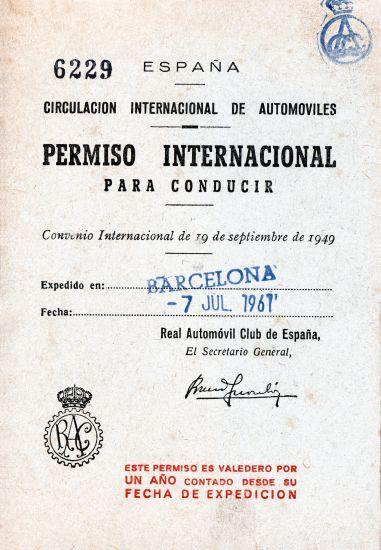 6229 ESPAÑA
CIRCULACION INTERNACIONAL DE AUTOMOVILES
PERMISO INTERNACIONAL
PARA CONDUCIR
Convenio Internacional de 19 de septiembre de 1949
Expedido en: BARCELONA
Fecha: -7 JUL. 1961
Real Automóvil Club de España,
El Secretario General,
RACE
ESTE PERMISO ES VALEDERO POR
UN AÑO CONTADO DESDE SU
FECHA DE EXPEDICION